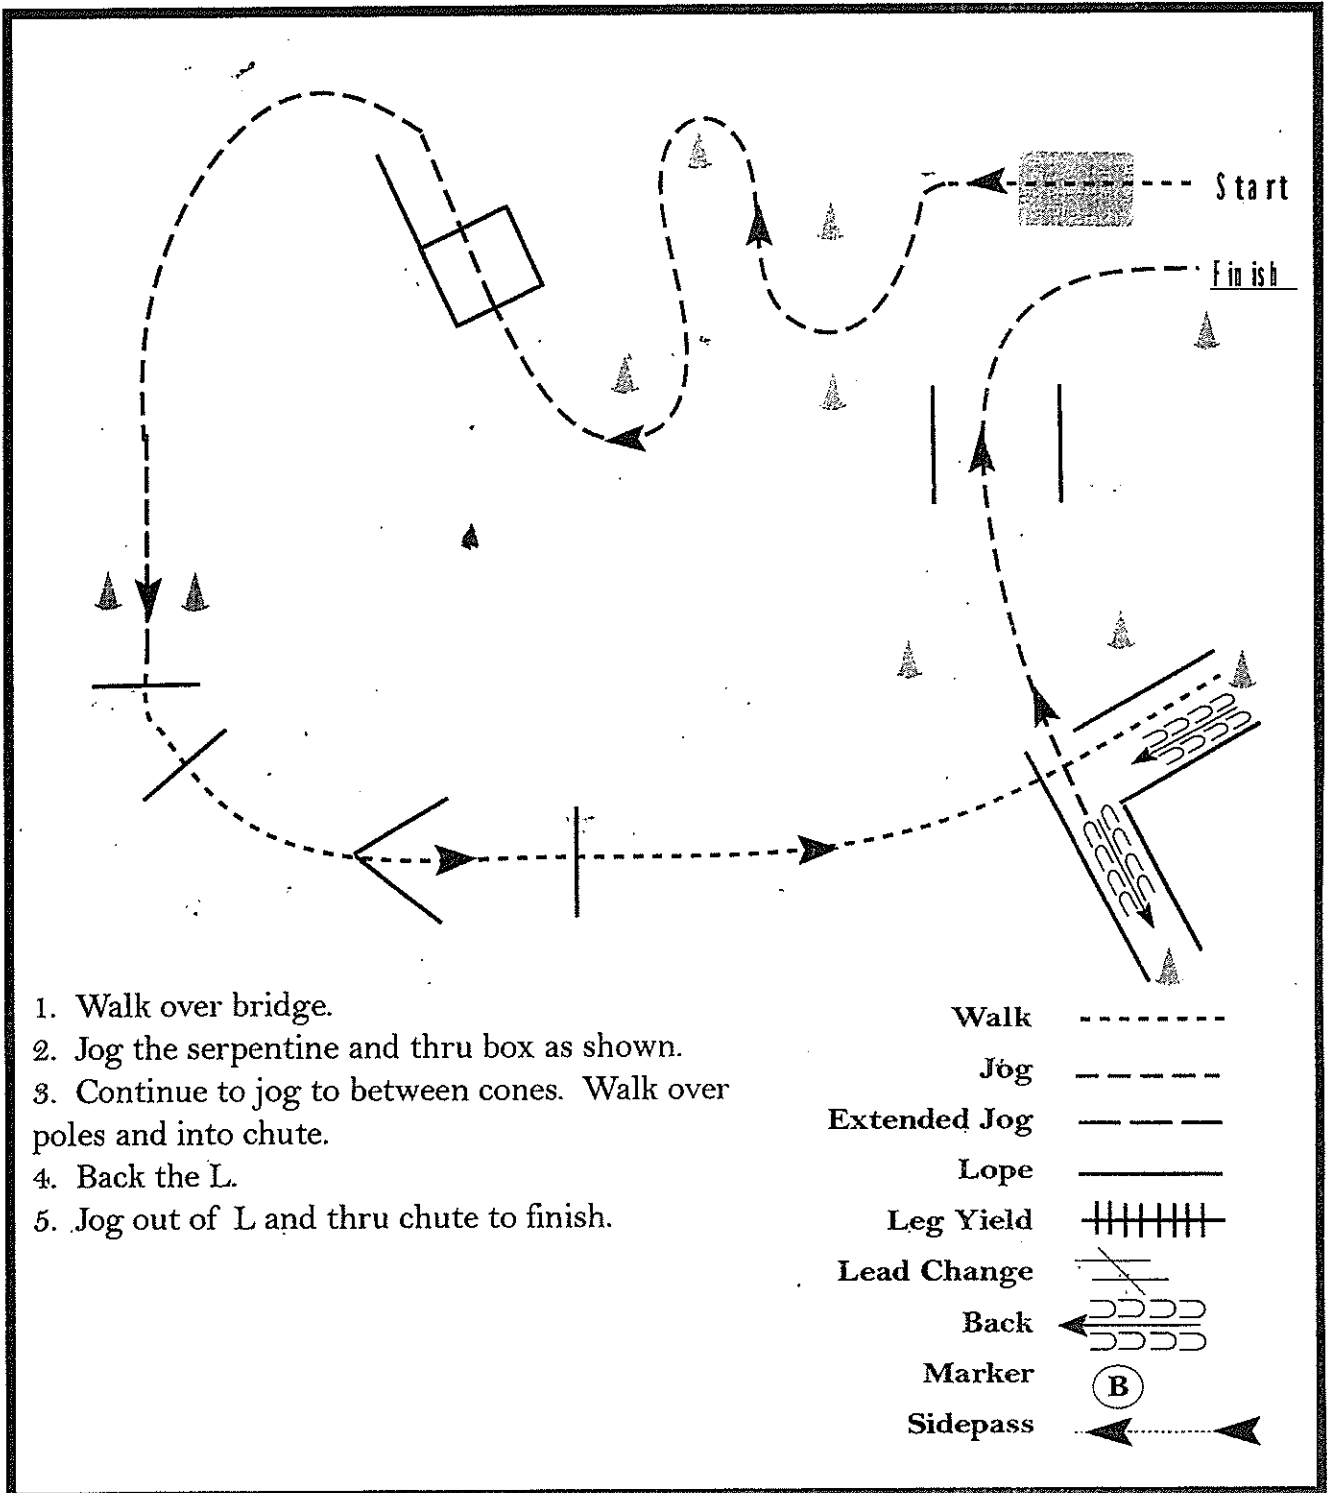 Start
Finish
1. Walk over bridge.
2. Jog the serpentine and thru box as shown.
3. Continue to jog to between cones. Walk over
poles and into chute.
4. Back the L.
5. Jog out of L and thru chute to finish.
Walk
Jog
Extended Jog
Lope
Leg Yield
Lead Change
Back
Marker B
Sidepass